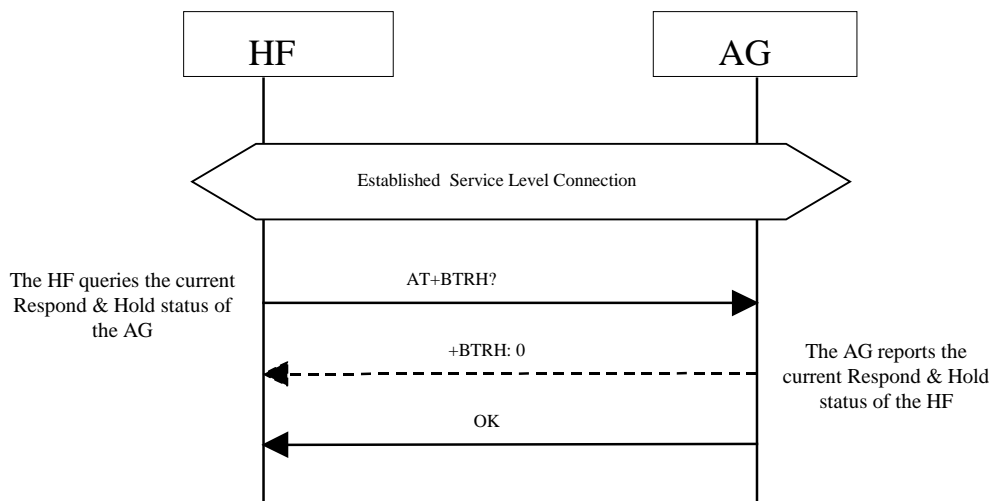 HF
AG
Established Service Level Connection
The HF queries the current
Respond & Hold status of
the AG
AT+BTRH?
+BTRH: 0
The AG reports the
current Respond & Hold
status of the HF
OK